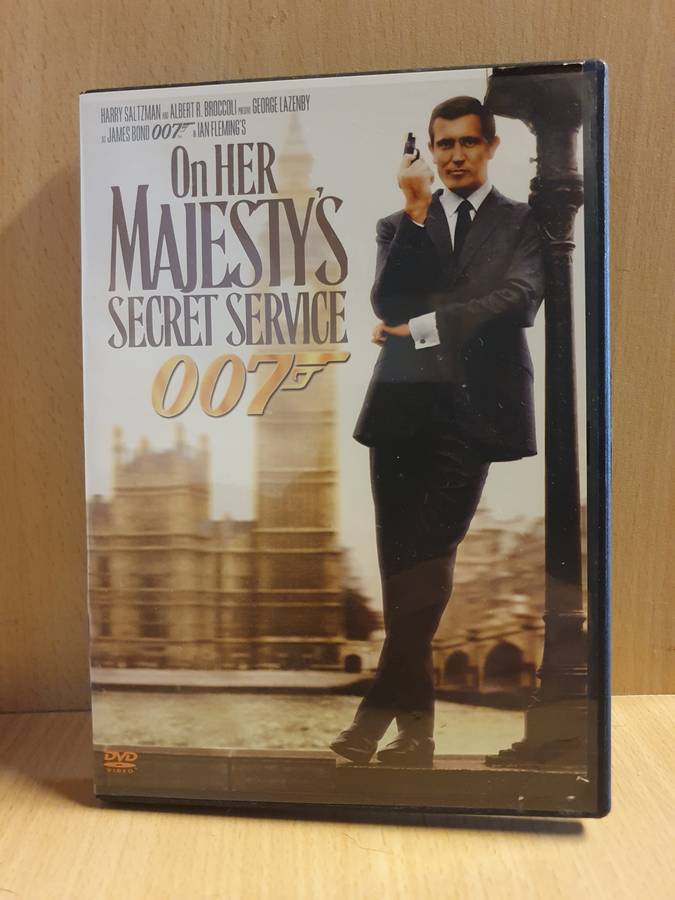 HARRY SALTZMAN AND ALBERT R. BROCCOLI PRESENT GEORGE LAZENBY
AS JAMES BOND 007 IN IAN FLEMING'S
On HER
MAJESTY'S
SECRET SERVICE
007
DVD
VIDEO